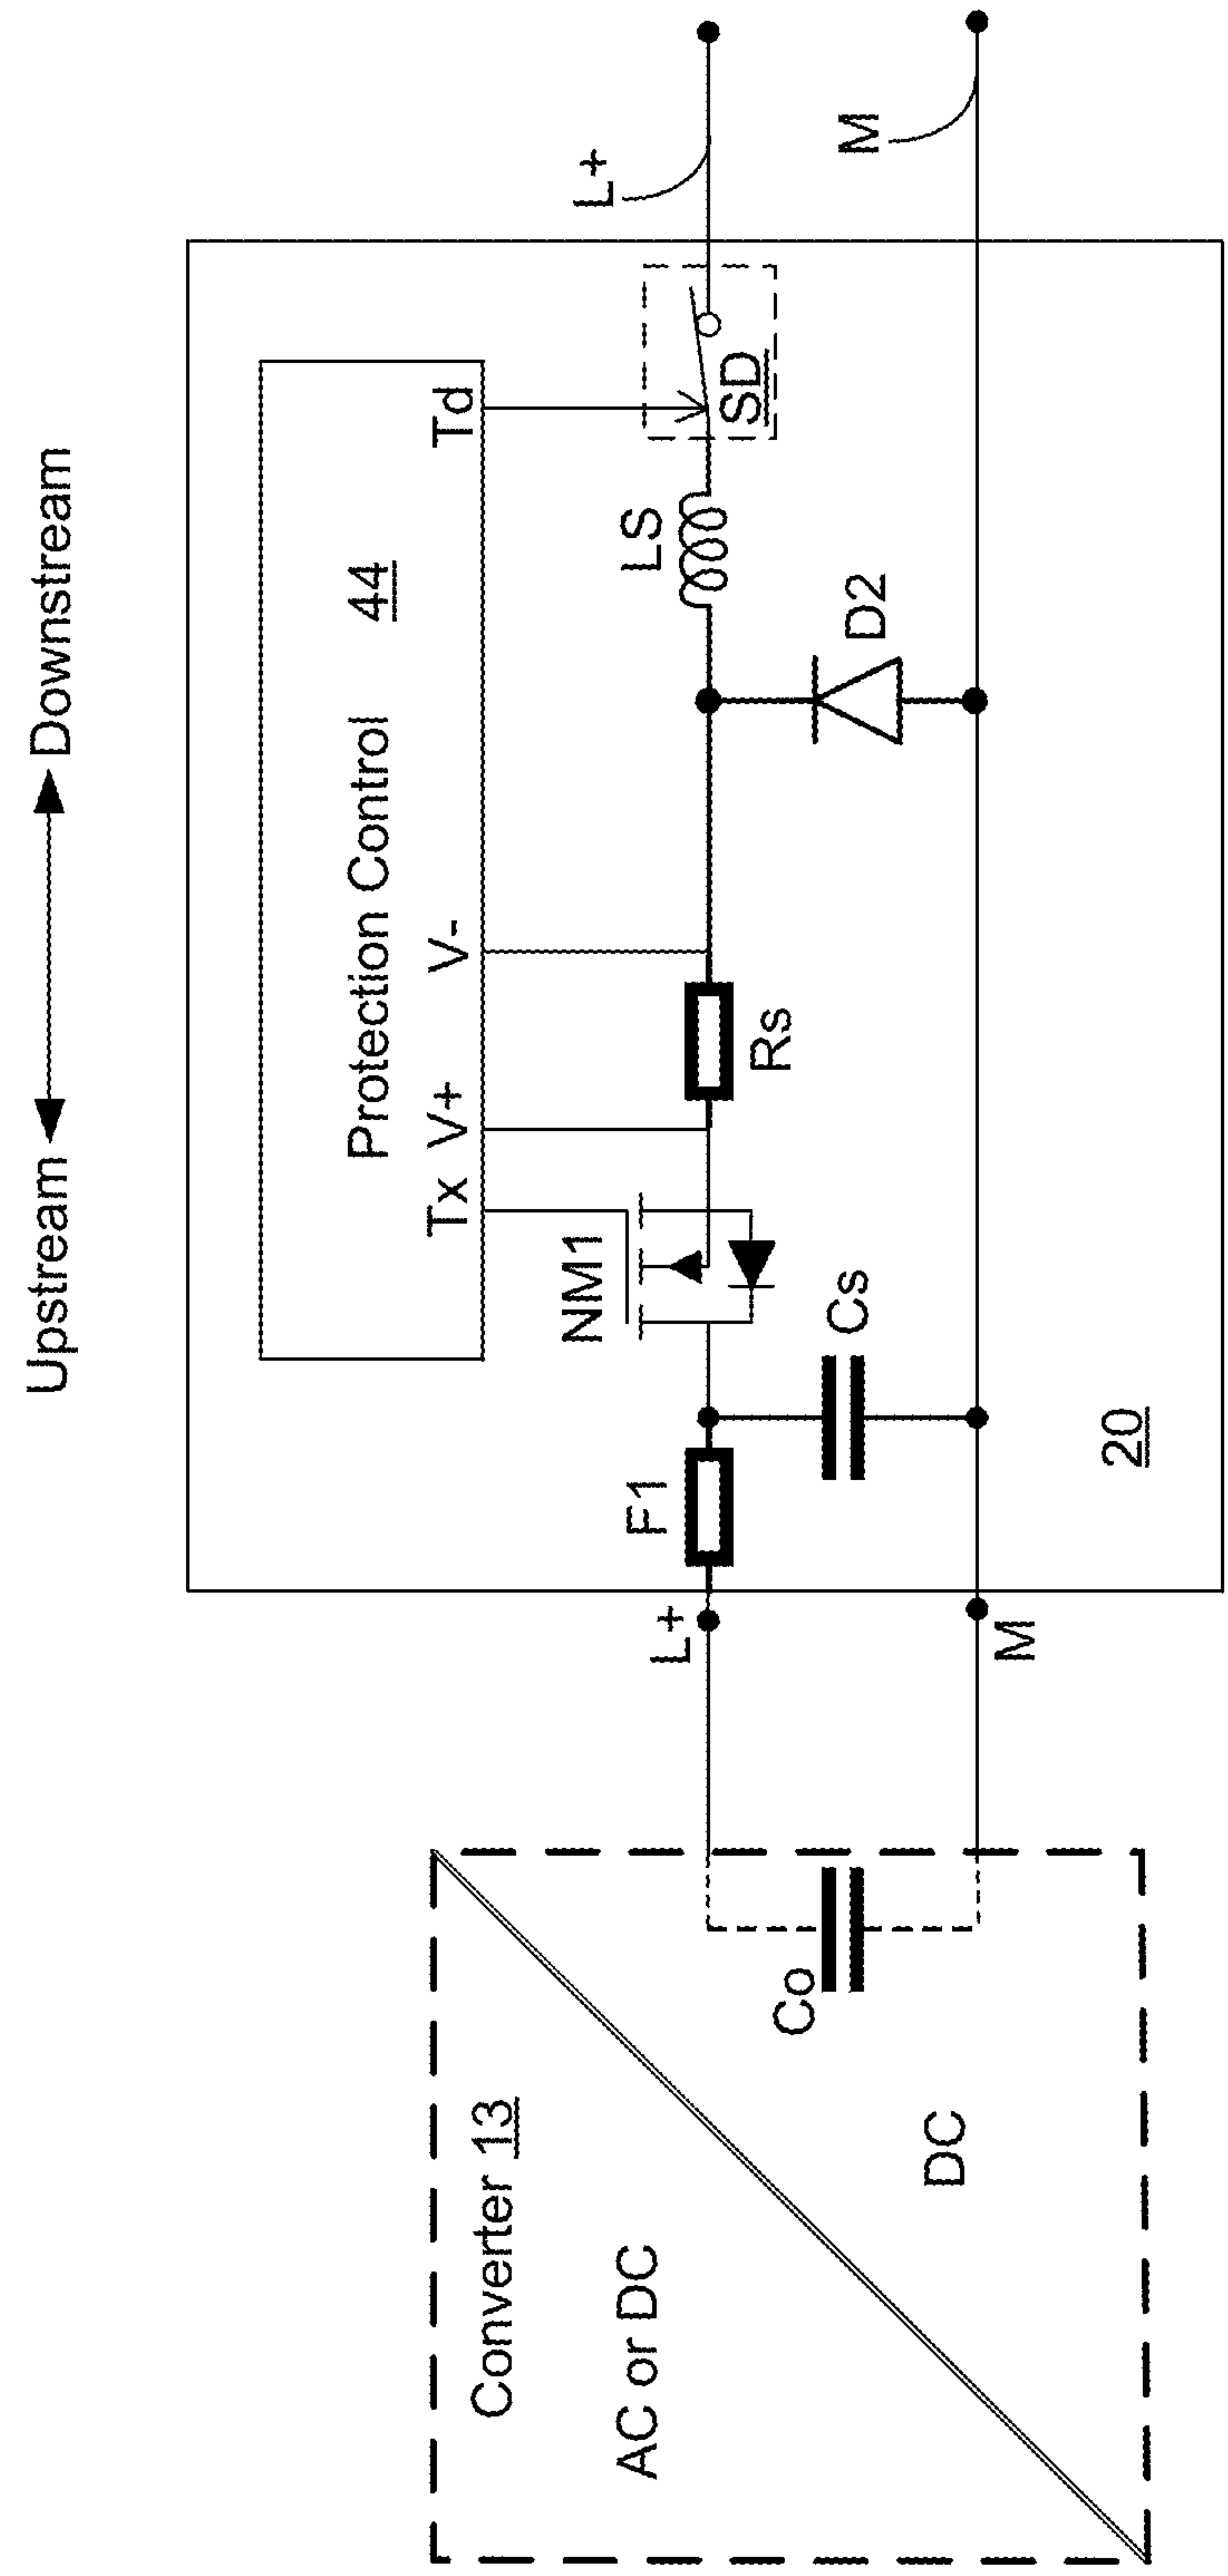 Upstream
Downstream
Protection Control
44
Tx
V+
V-
Td
NM1
LS
L+
F1
Rs
SD
L+
M
Cs
D2
M
20
Converter 13
AC or DC
Co
DC